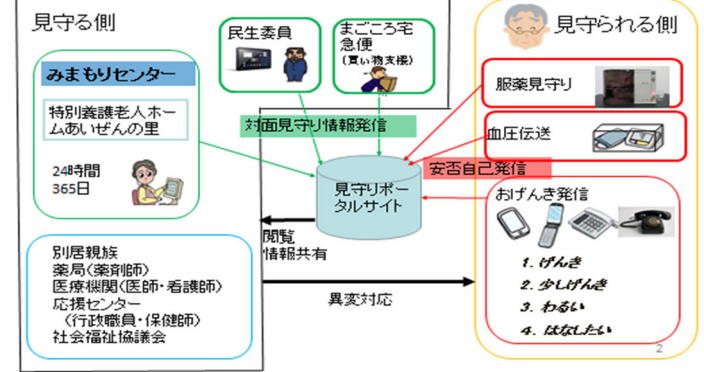 見守る側
みまもりセンター
特別養護老人ホー
ムあいぜんの里
24時間
365日
民生委員
まごころ宅
急便
(買い物支援)
対面見守り情報発信
見守りポー
タルサイト
安否自己発信
見守られる側
服薬見守り
血圧伝送
おげんき発信
1. げんき
2. 少しげんき
3. わるい
4. はなしたい
閲覧
情報共有
異変対応
別居親族
薬局(薬剤師)
医療機関(医師・看護師)
応援センター
(行政職員・保健師)
社会福祉協議会
2